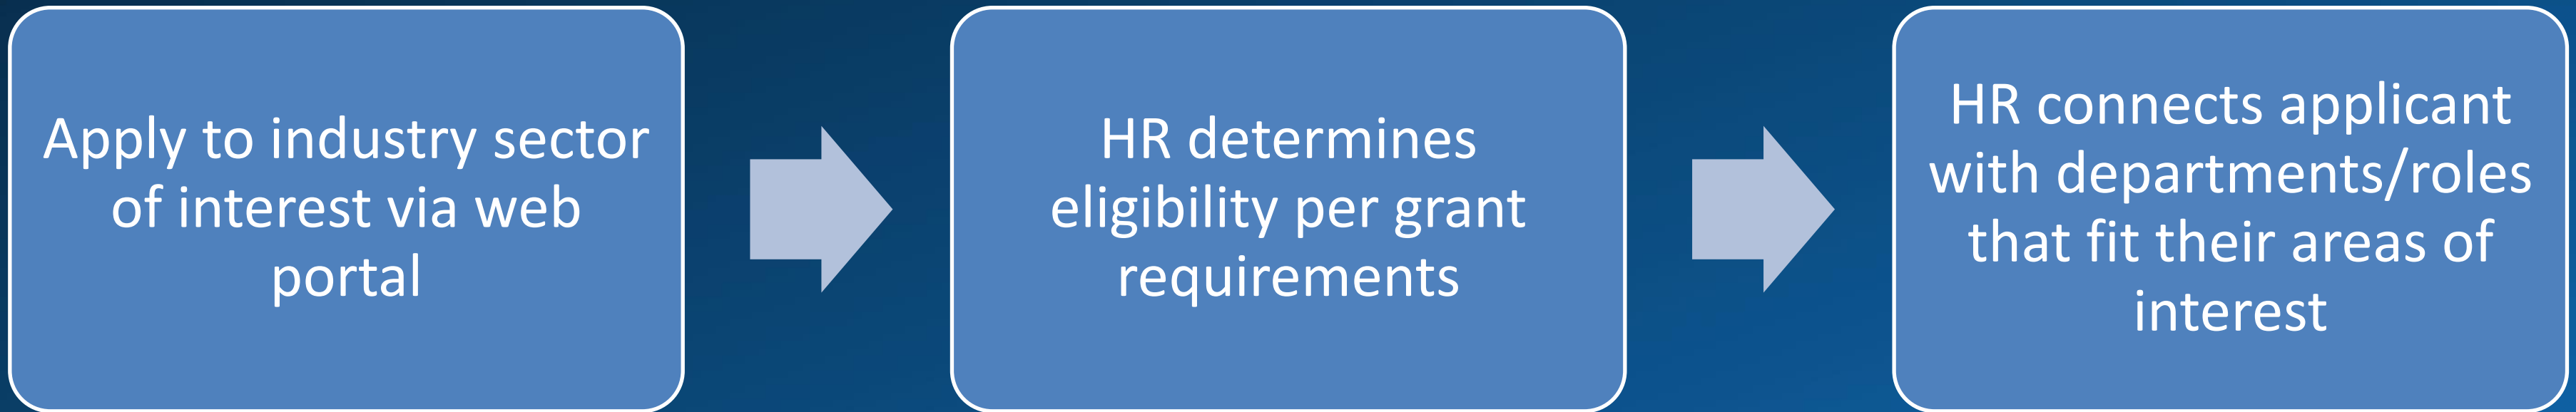 Apply to industry sector
of interest via web
portal
HR determines
eligibility per grant
requirements
HR connects applicant
with departments/roles
that fit their areas of
interest